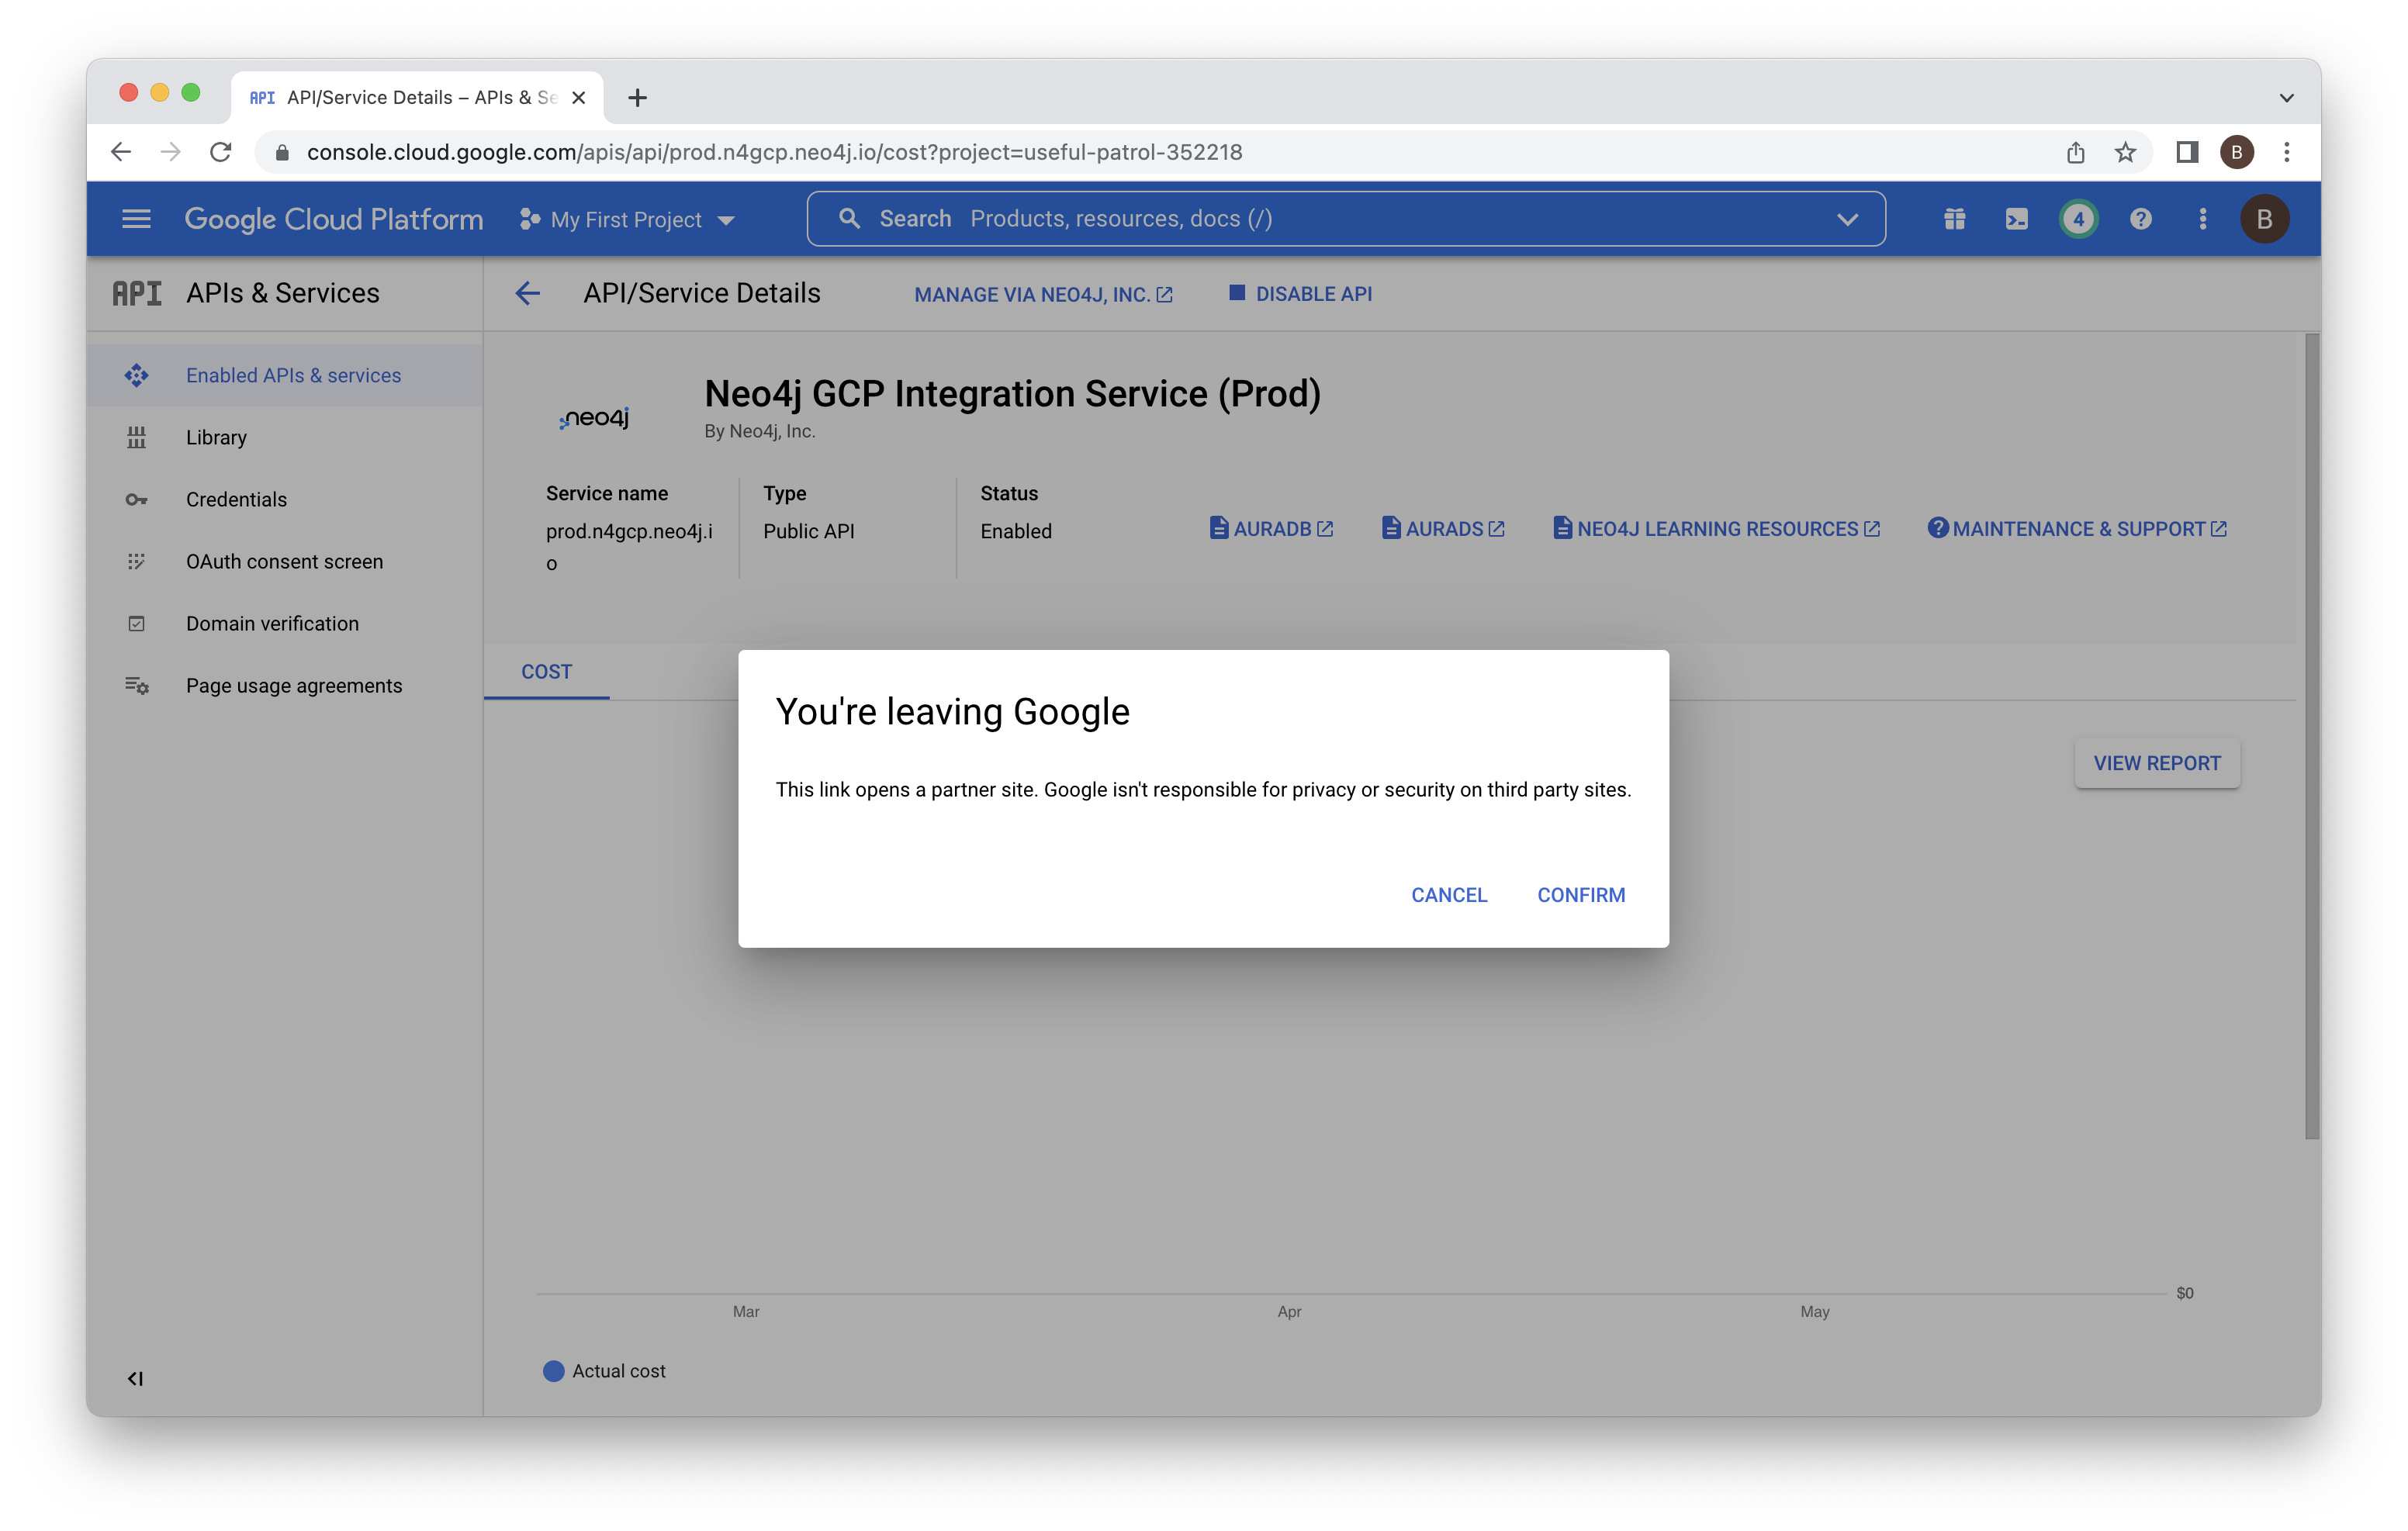 API API/Service Details – APIs & Se
console.cloud.google.com/apis/api/prod.n4gcp.neo4j.io/cost?project=useful-patrol-352218
B
Google Cloud Platform
My First Project
Search Products, resources, docs (/)
4
B
API APIs & Services
API/Service Details
MANAGE VIA NEO4J, INC.
DISABLE API
Enabled APIs & services
Library
Credentials
OAuth consent screen
Domain verification
Page usage agreements
neo4j
Neo4j GCP Integration Service (Prod)
By Neo4j, Inc.
Service name
prod.n4gcp.neo4j.i
o
Type
Public API
Status
Enabled
AURADB
AURADS
NEO4J LEARNING RESOURCES
MAINTENANCE & SUPPORT
COST
You're leaving Google
This link opens a partner site. Google isn't responsible for privacy or security on third party sites.
CANCEL
CONFIRM
VIEW REPORT
$0
Mar
Apr
May
Actual cost